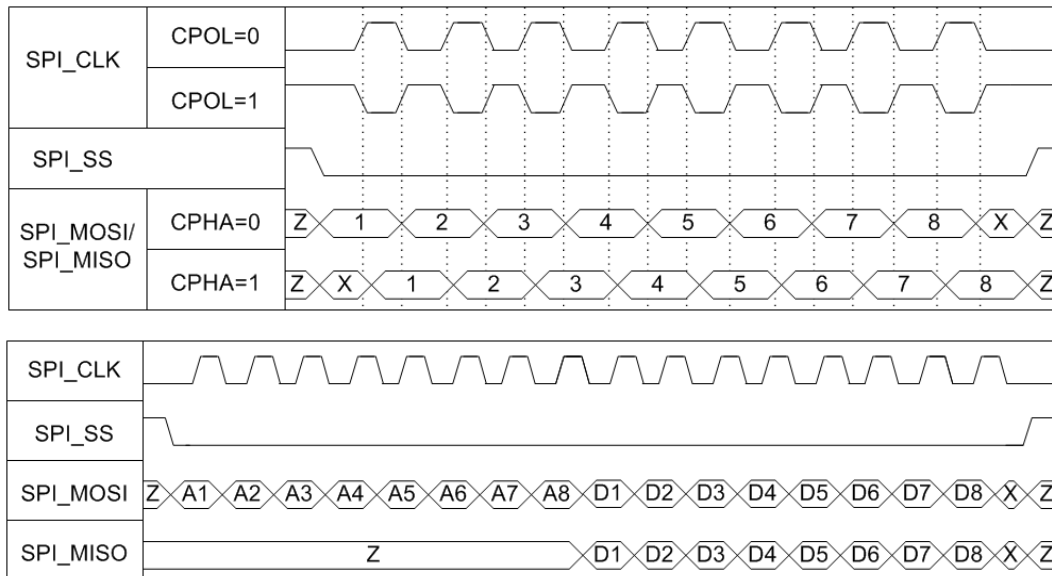 SPI_CLK
CPOL=0
CPOL=1
SPI_SS
SPI_MOSI/
SPI_MISO
CPHA=0
Z 1 2 3 4 5 6 7 8 X Z
CPHA=1
Z X 1 2 3 4 5 6 7 8 Z
SPI_CLK
SPI_SS
SPI_MOSI
Z A1 A2 A3 A4 A5 A6 A7 A8 D1 D2 D3 D4 D5 D6 D7 D8 X Z
SPI_MISO
Z D1 D2 D3 D4 D5 D6 D7 D8 X Z